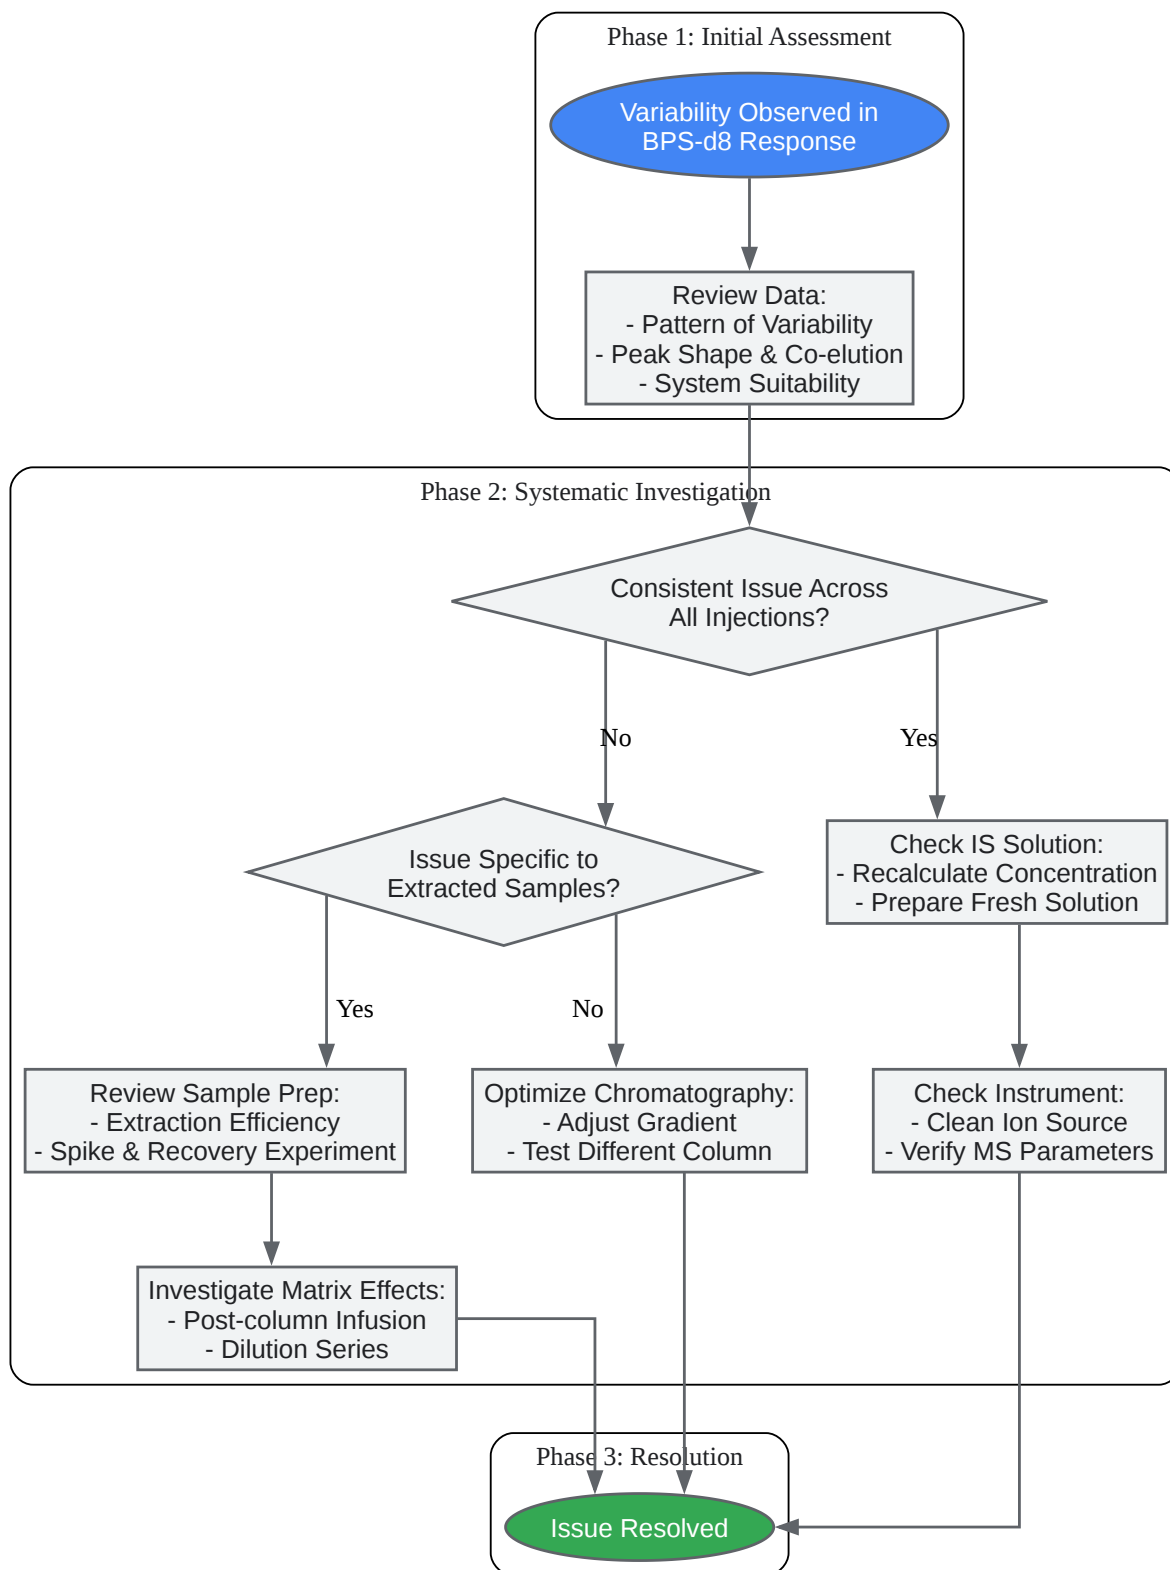 Phase 1: Initial Assessment
Variability Observed in
BPS-d8 Response
Review Data:
- Pattern of Variability
- Peak Shape & Co-elution
- System Suitability
Phase 2: Systematic Investigation
Consistent Issue Across
All Injections?
No
Yes
Issue Specific to
Extracted Samples?
Check IS Solution:
- Recalculate Concentration
- Prepare Fresh Solution
Yes
No
Review Sample Prep:
- Extraction Efficiency
- Spike & Recovery Experiment
Optimize Chromatography:
- Adjust Gradient
- Test Different Column
Check Instrument:
- Clean Ion Source
- Verify MS Parameters
Investigate Matrix Effects:
- Post-column Infusion
- Dilution Series
Phase 3: Resolution
Issue Resolved